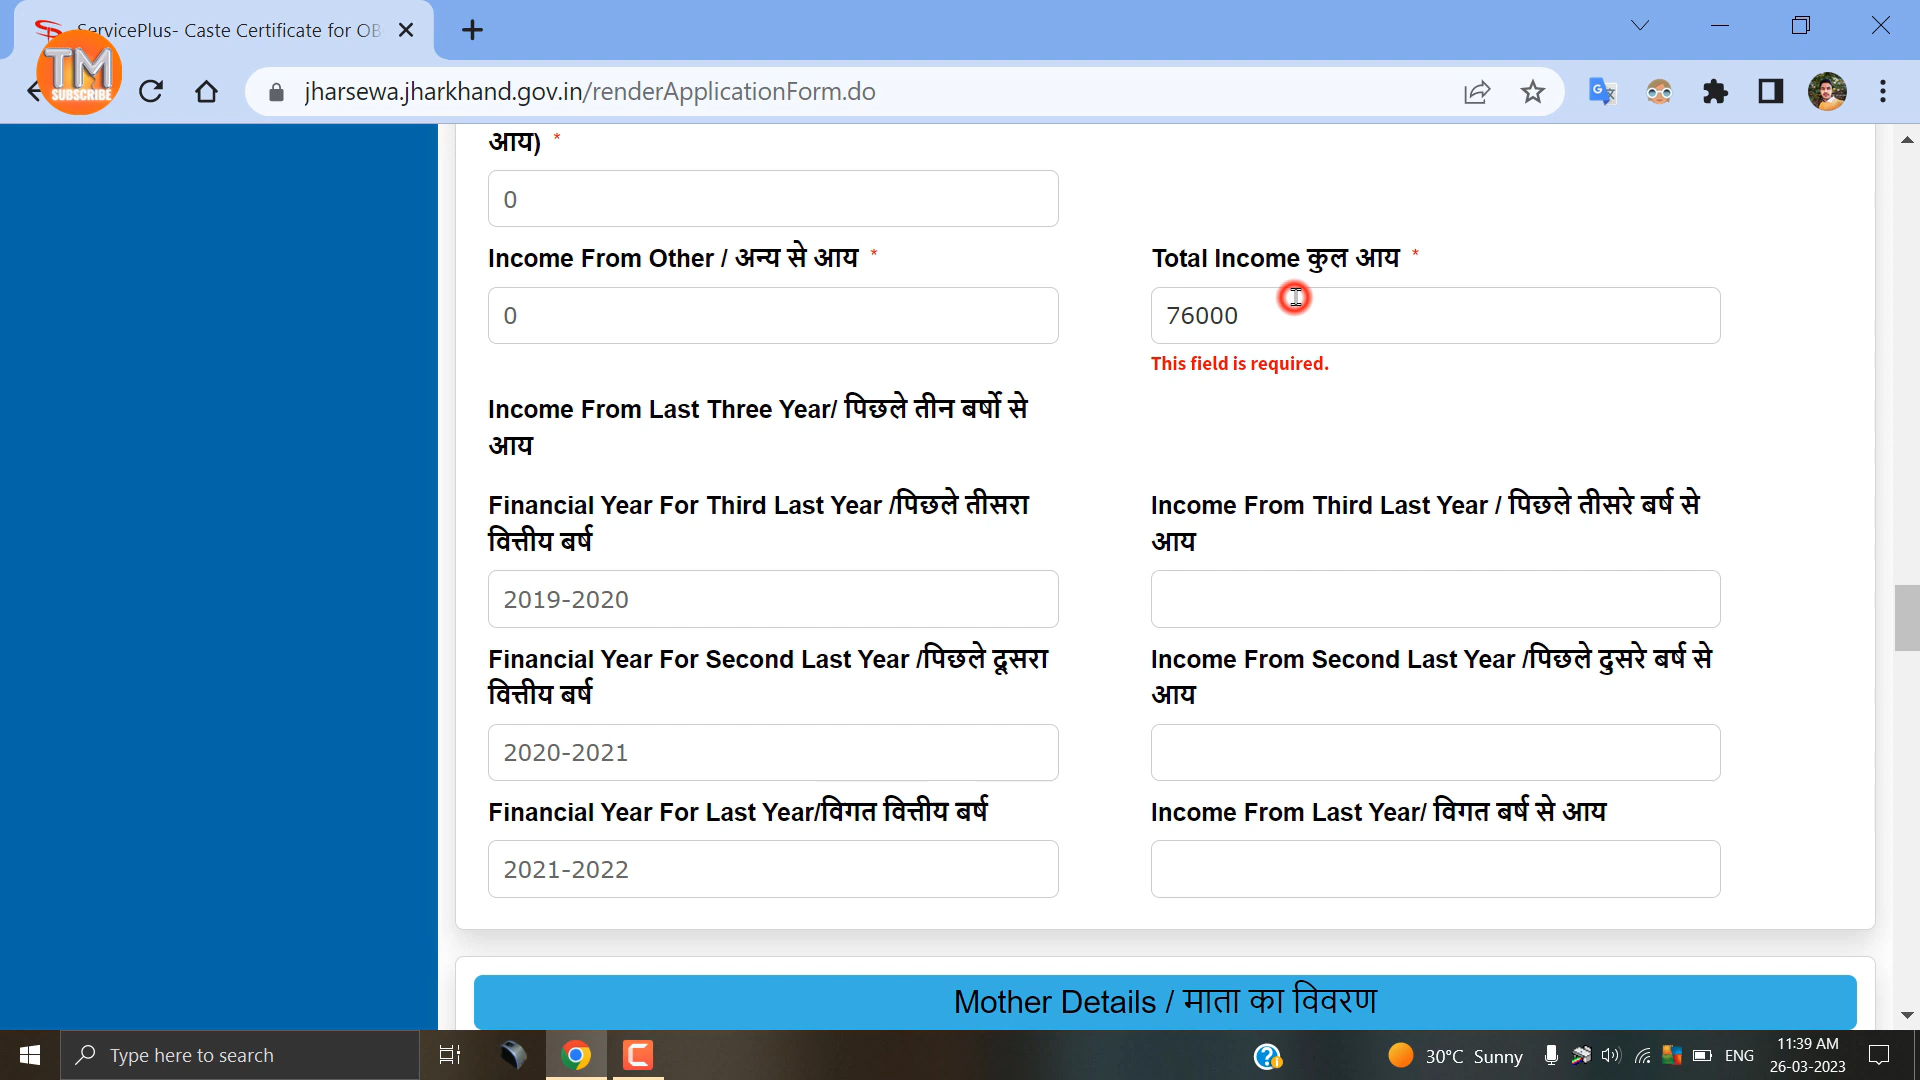 ServicePlus- Caste Certificate for OB
TM
SUBSCRIBE
jharsewa.jharkhand.gov.in/renderApplicationForm.do
आय) *
0
Income From Other / अन्य से आय *
Total Income कुल आय *
0
76000
This field is required.
Income From Last Three Year/ पिछले तीन बर्षो से
आय
Financial Year For Third Last Year /पिछले तीसरा
वित्तीय बर्ष
Income From Third Last Year / पिछले तीसरे बर्ष से
आय
2019-2020
Financial Year For Second Last Year /पिछले दूसरा
वित्तीय बर्ष
Income From Second Last Year /पिछले दुसरे बर्ष से
आय
2020-2021
Financial Year For Last Year/विगत वित्तीय बर्ष
Income From Last Year/ विगत बर्ष से आय
2021-2022
Mother Details / माता का विवरण
Type here to search
30°C Sunny
ENG
11:39 AM
26-03-2023